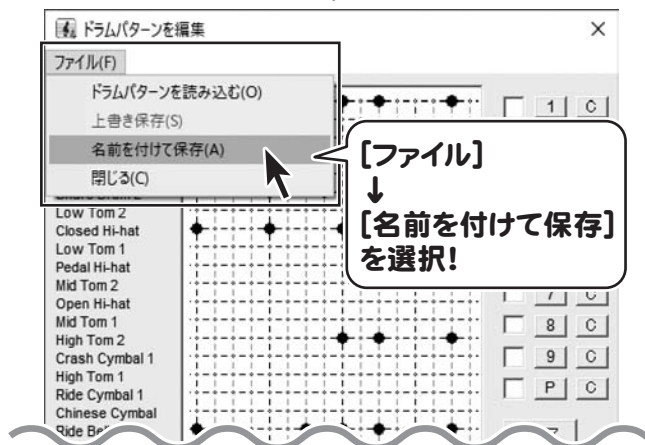 ドラムパターンを編集
ファイル(F)
ドラムパターンを読み込む(O)
上書き保存(S)
名前を付けて保存(A)
閉じる(C)
[ファイル]
↓
[名前を付けて保存]
を選択!
Low Tom 2
Closed Hi-hat
Low Tom 1
Pedal Hi-hat
Mid Tom 2
Open Hi-hat
Mid Tom 1
High Tom 2
Crash Cymbal 1
High Tom 1
Ride Cymbal 1
Chinese Cymbal
Ride
1 C
7 C
8 C
9 C
P C